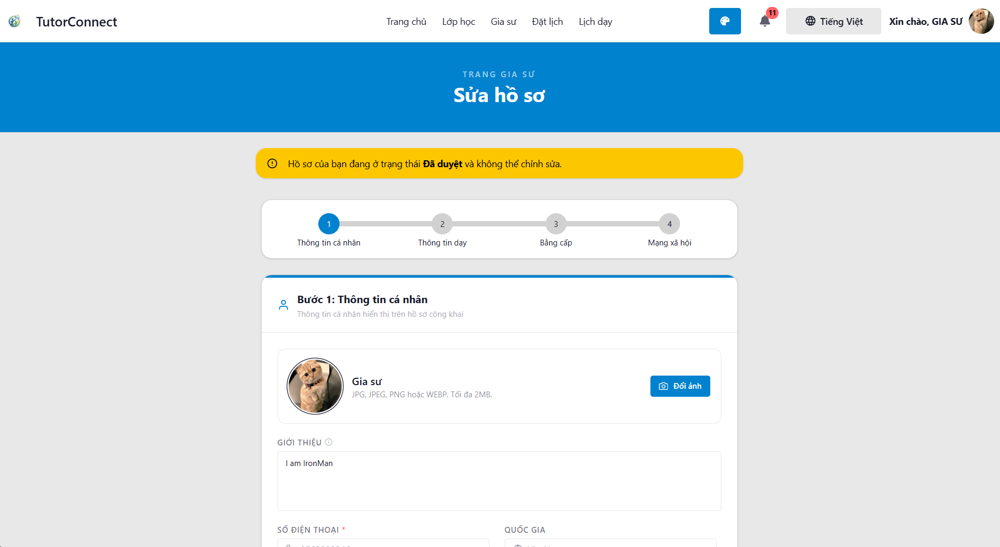 TutorConnect
Trang chủ Lớp học Gia sư Đặt lịch Lịch dạy
11
Tiếng Việt
Xin chào, GIA SƯ
TRANG GIA SƯ
Sửa hồ sơ
Hồ sơ của bạn đang ở trạng thái Đã duyệt và không thể chỉnh sửa.
1 2 3 4
Thông tin cá nhân Thông tin dạy Bằng cấp Mạng xã hội
Bước 1: Thông tin cá nhân
Thông tin cá nhân hiển thị trên hồ sơ công khai
Gia sư
JPG, JPEG, PNG hoặc WEBP. Tối đa 2MB.
Đổi ảnh
GIỚI THIỆU
I am IronMan
SỐ ĐIỆN THOẠI * QUỐC GIA